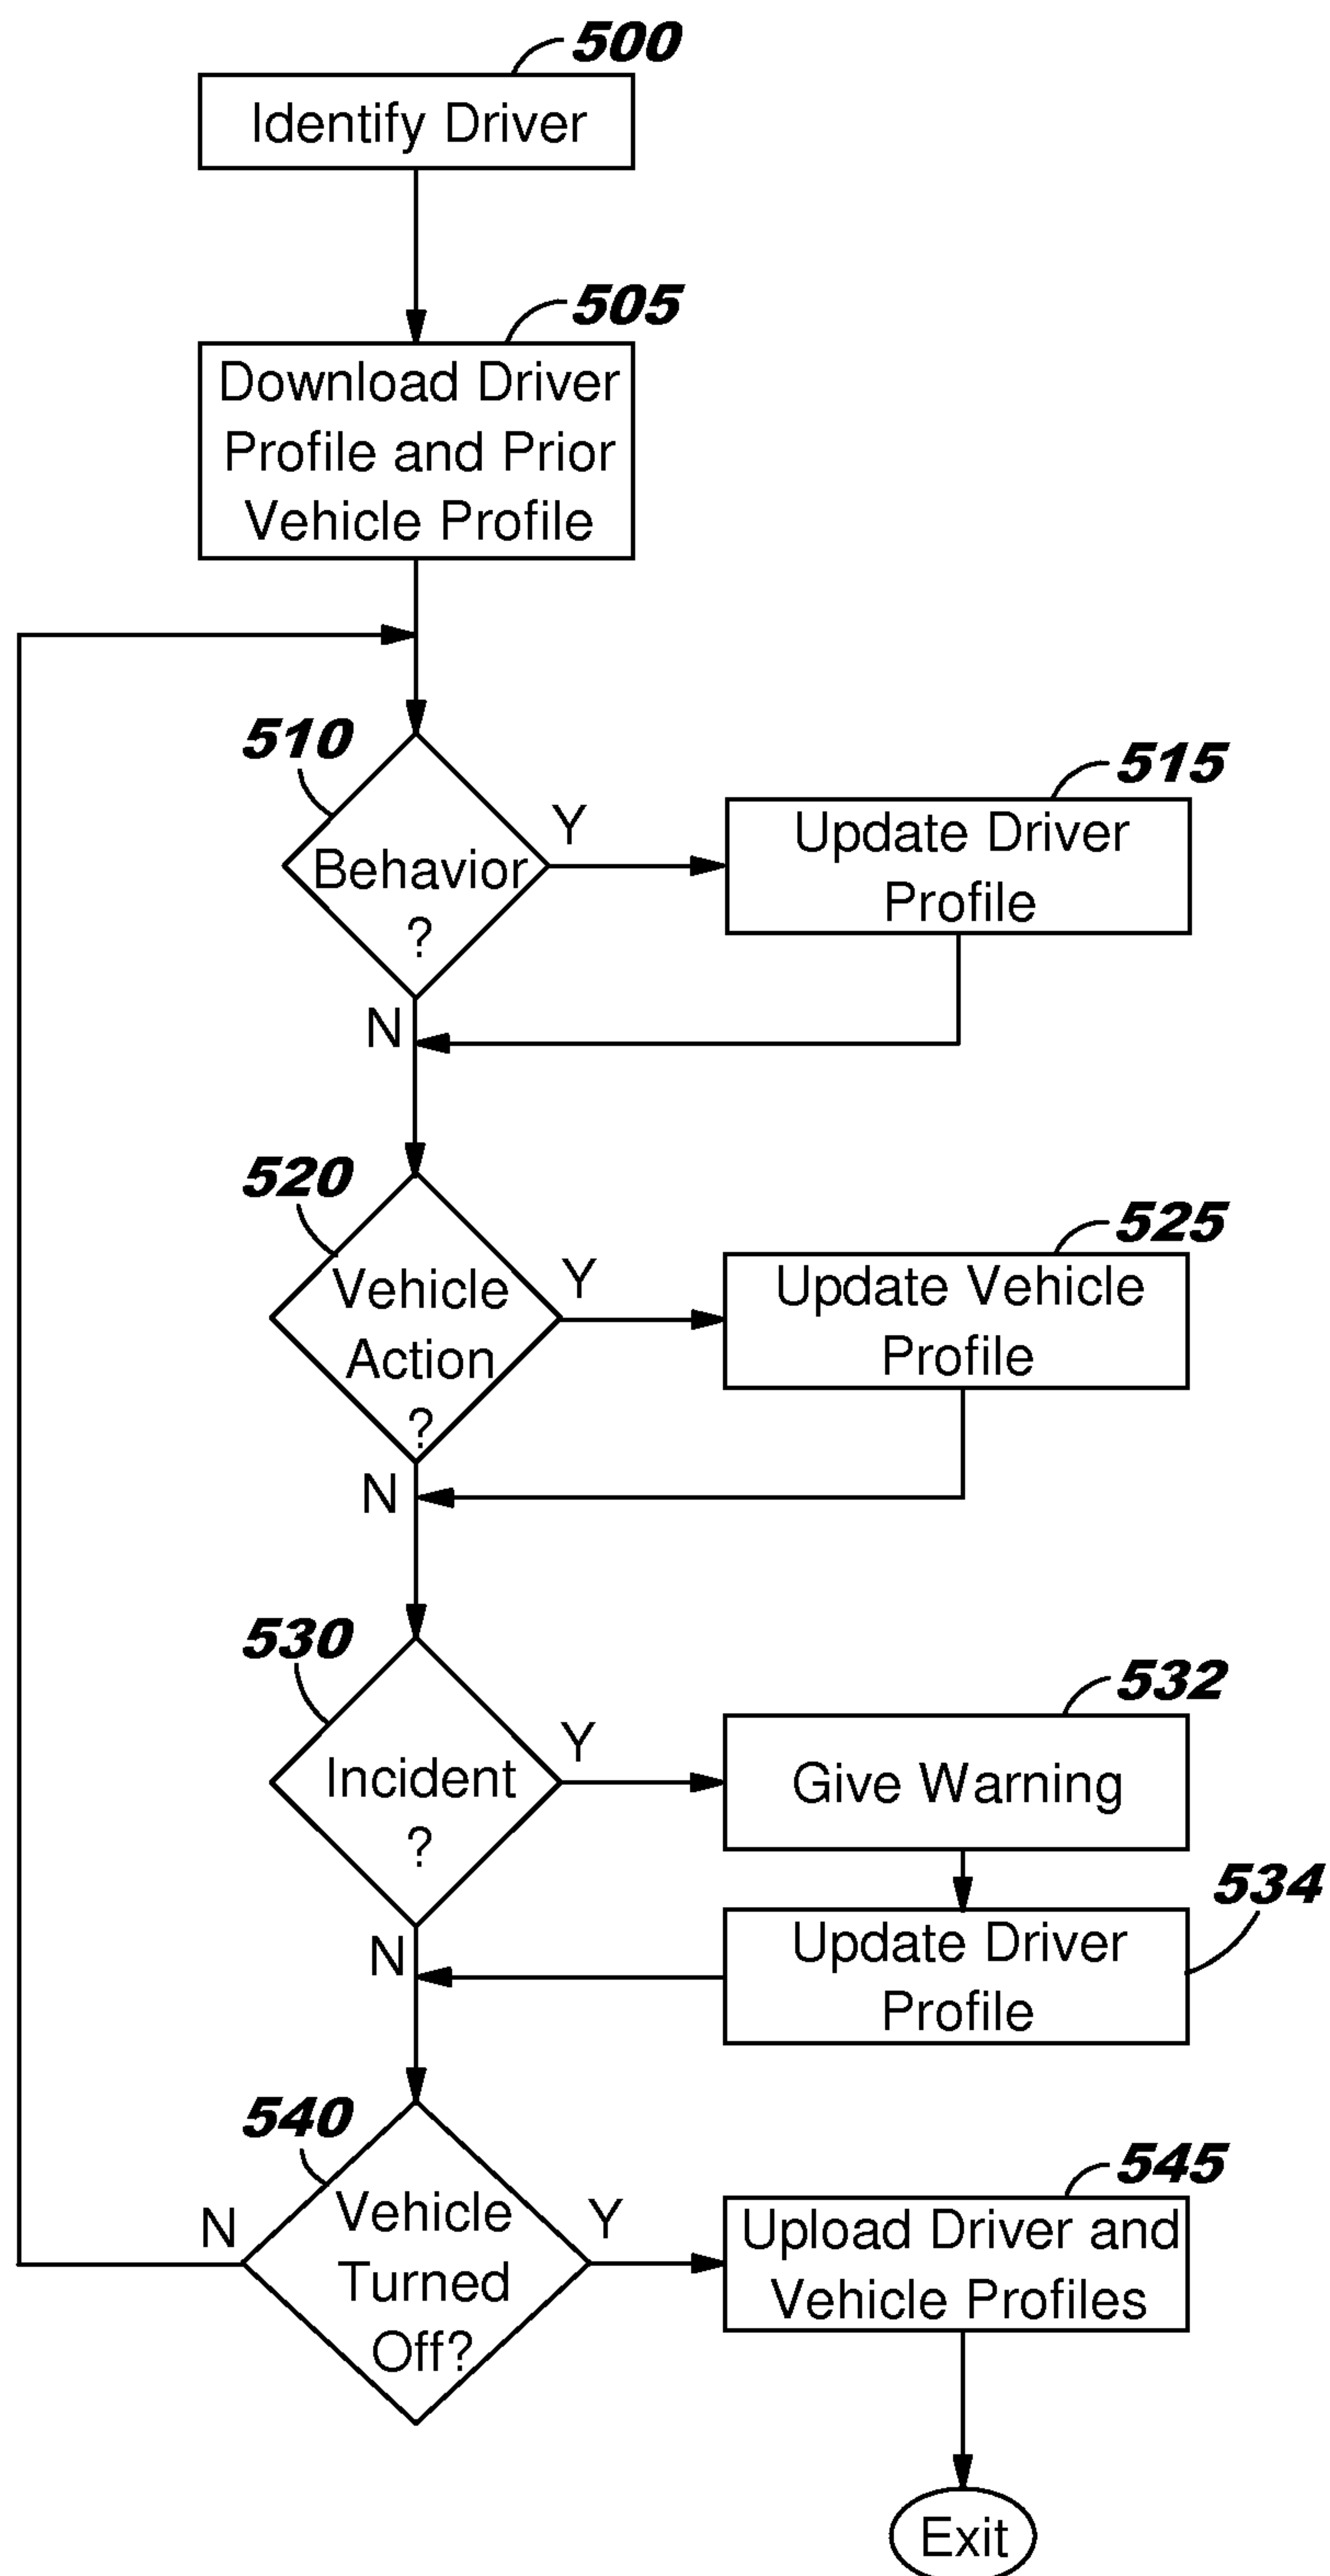 500
Identify Driver
505
Download Driver
Profile and Prior
Vehicle Profile
510
Behavior
?
Y
N
515
Update Driver
Profile
520
Vehicle
Action
?
Y
N
525
Update Vehicle
Profile
530
Incident
?
Y
N
532
Give Warning
534
Update Driver
Profile
540
Vehicle
Turned
Off?
N
Y
545
Upload Driver and
Vehicle Profiles
Exit